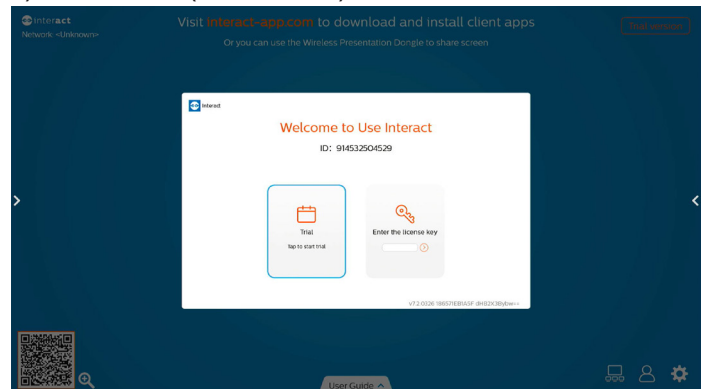 interact
Network: <Unknown>
Visit interact-app.com to download and install client apps
Or you can use the Wireless Presentation Dongle to share screen
Trial version
interact
Welcome to Use Interact
ID: 914532504529
Trial
Tap to start trial
Enter the license key
User Guide